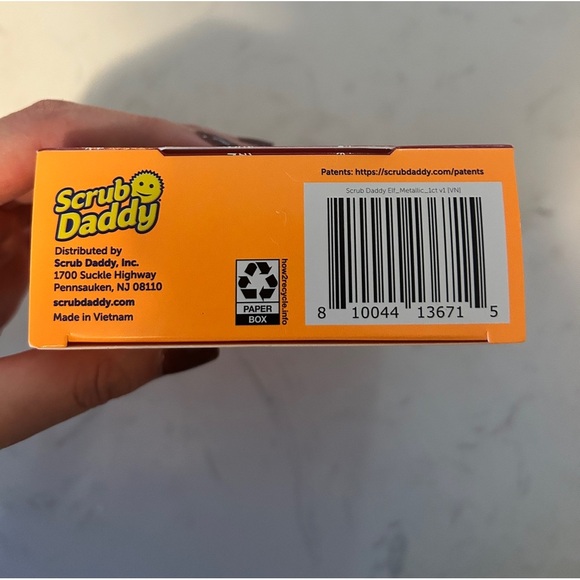 Scrub
Daddy
Distributed by
Scrub Daddy, Inc.
1700 Suckle Highway
Pennsauken, NJ 08110
scrubdaddy.com
Made in Vietnam
PAPER
BOX
how2recycle.info
Patents: https://scrubdaddy.com/patents
Scrub Daddy Elf_Metallic_1ct v1 (VN)
8 10044 13671 5